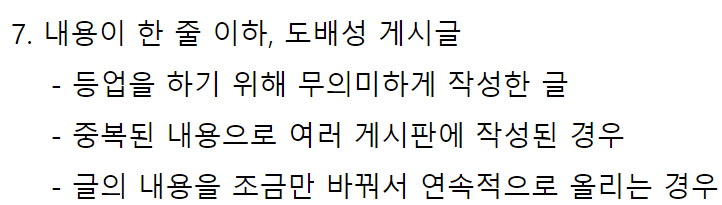 7. 내용이 한 줄 이하, 도배성 게시글
- 등업을 하기 위해 무의미하게 작성한 글
- 중복된 내용으로 여러 게시판에 작성된 경우
- 글의 내용을 조금만 바꿔서 연속적으로 올리는 경우